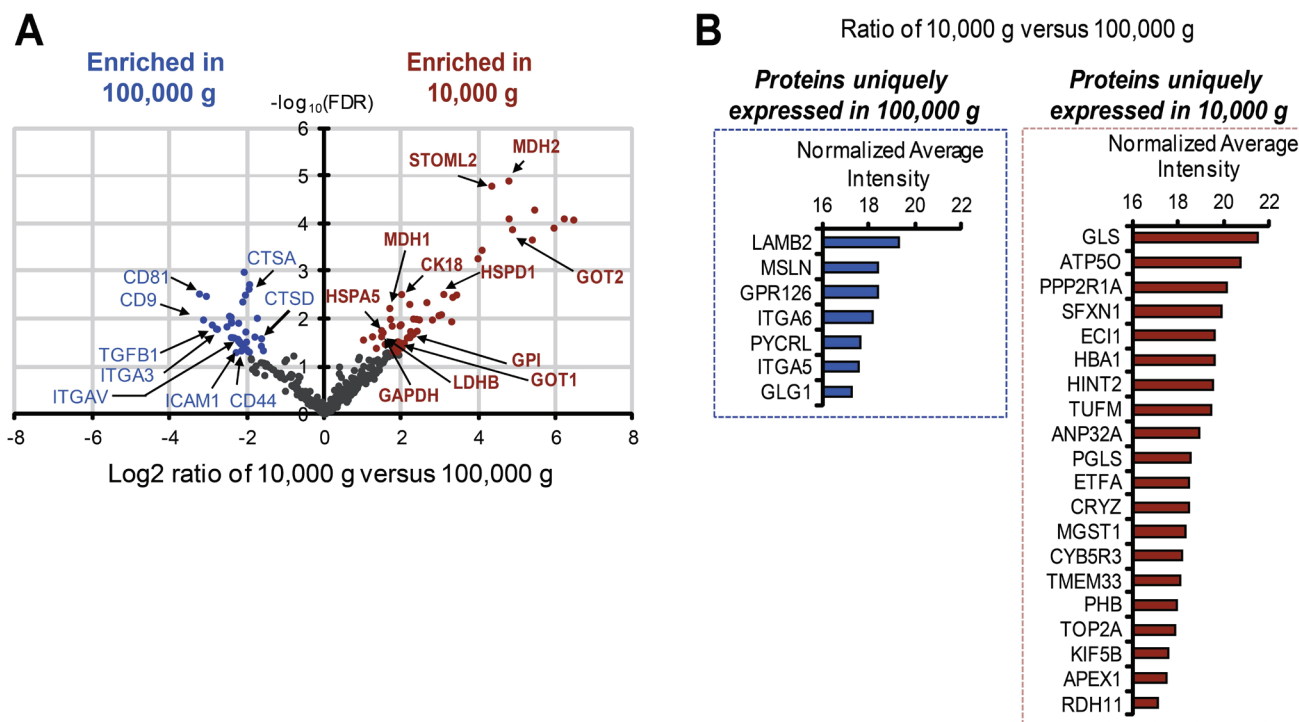 A
Enriched in
100,000 g
Enriched in
10,000 g
-log10(FDR)
6
5
4
3
2
1
0
-8
-6
-4
-2
0
2
4
6
8
STOML2
MDH2
MDH1
CK18
HSPD1
GOT2
HSPA5
CTSA
CD81
CD9
CTSD
TGFB1
ITGA3
ITGAV
ICAM1
CD44
GPI
GOT1
LDHB
GAPDH
Log2 ratio of 10,000 g versus 100,000 g
B
Ratio of 10,000 g versus 100,000 g
Proteins uniquely
expressed in 100,000 g
Normalized Average
Intensity
16 18 20 22
LAMB2
MSLN
GPR126
ITGA6
PYCRL
ITGA5
GLG1
Proteins uniquely
expressed in 10,000 g
Normalized Average
Intensity
16 18 20 22
GLS
ATP5O
PPP2R1A
SFXN1
ECI1
HBA1
HINT2
TUFM
ANP32A
PGLS
ETFA
CRYZ
MGST1
CYB5R3
TMEM33
PHB
TOP2A
KIF5B
APEX1
RDH11